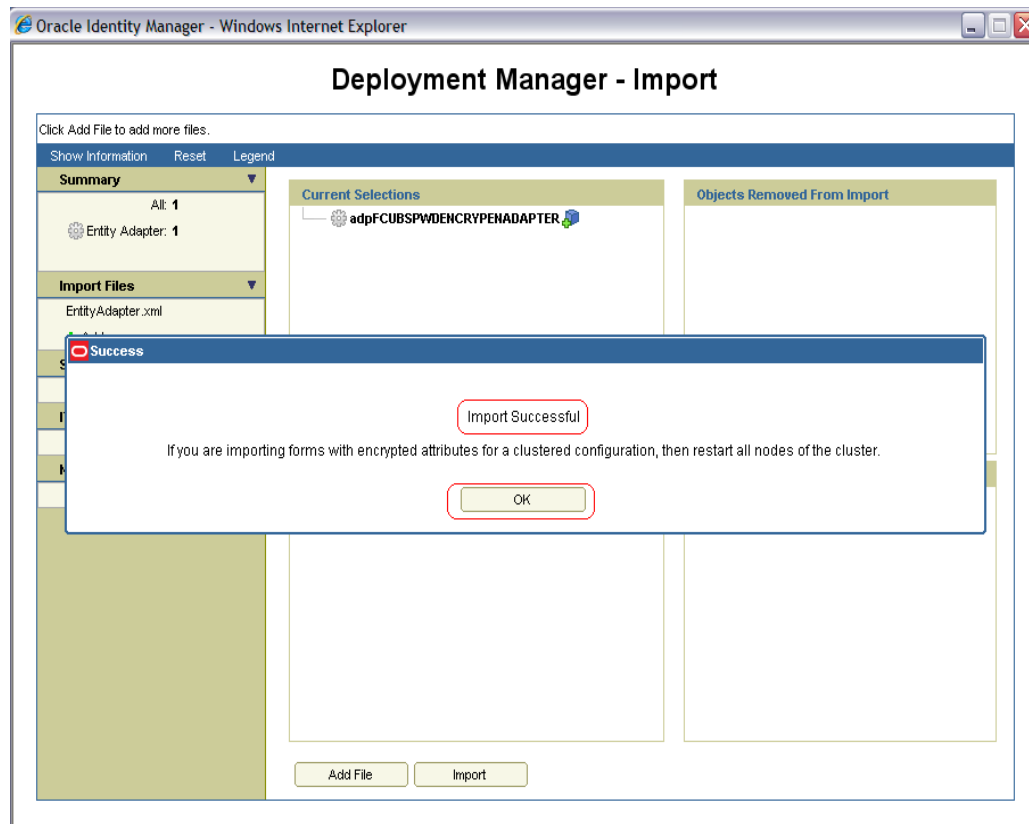 Oracle Identity Manager - Windows Internet Explorer
Deployment Manager - Import
Click Add File to add more files.
Show Information Reset Legend
Summary
All: 1
Entity Adapter: 1
Import Files
EntityAdapter.xml
Current Selections
adpFCUBSPWDENCRYPENADAPTER
Objects Removed From Import
Success
Import Successful
If you are importing forms with encrypted attributes for a clustered configuration, then restart all nodes of the cluster.
OK
Add File Import